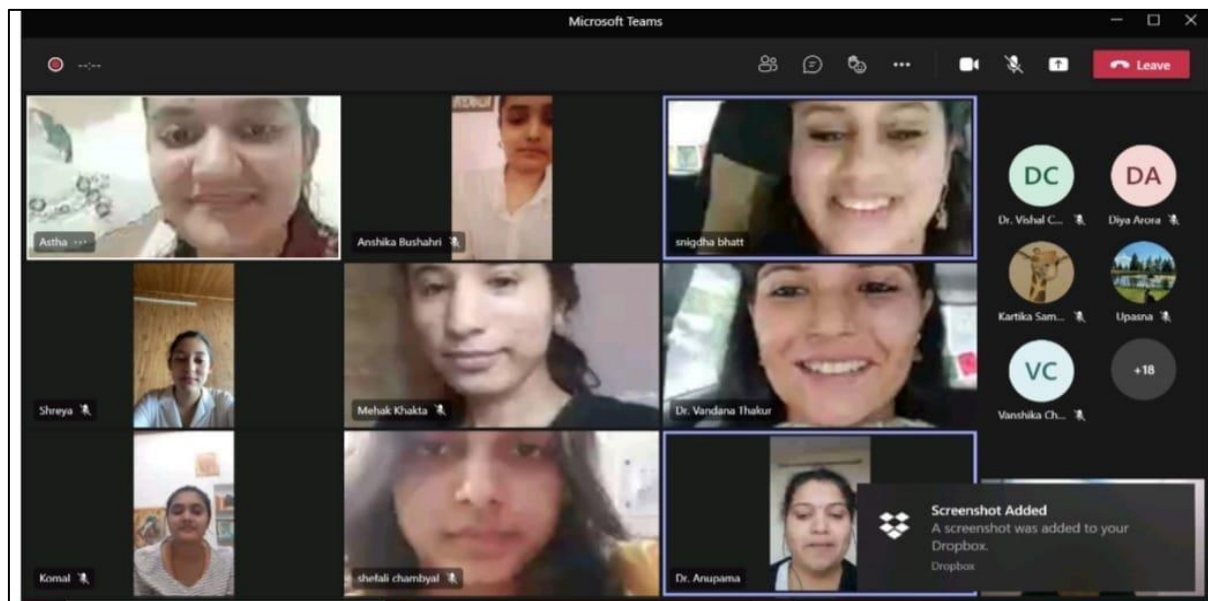 Microsoft Teams
--:--
Leave
Astha ...
Anshika Bushahri
snigdha bhatt
DC
DA
Dr. Vishal C...
Diya Arora
Kartika Sam...
Upasna
VC
+18
Vanshika Ch...
Shreya
Mehak Khakta
Dr. Vandana Thakur
Komal
shefali chambyal
Dr. Anupama
Screenshot Added
A screenshot was added to your
Dropbox.
Dropbox